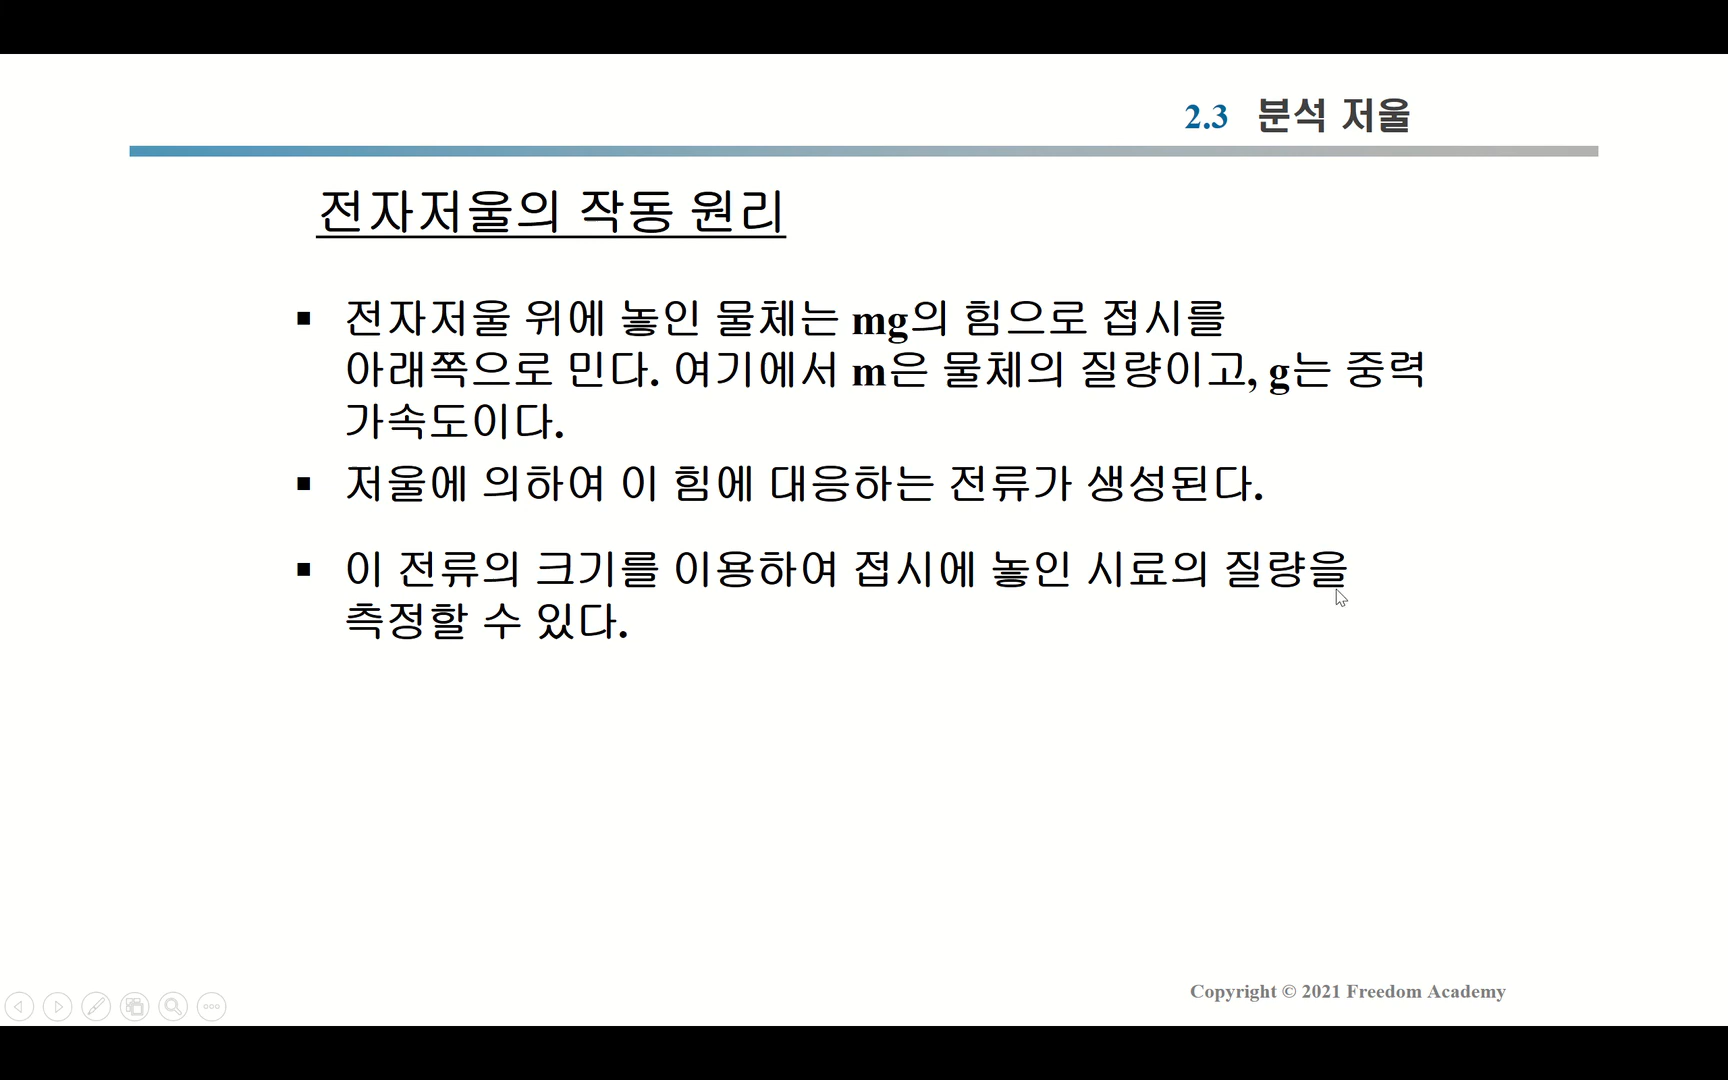 2.3 분석 저울
전자저울의 작동 원리
▪ 전자저울 위에 놓인 물체는 mg의 힘으로 접시를
아래쪽으로 민다. 여기에서 m은 물체의 질량이고, g는 중력
가속도이다.
▪ 저울에 의하여 이 힘에 대응하는 전류가 생성된다.
▪ 이 전류의 크기를 이용하여 접시에 놓인 시료의 질량을
측정할 수 있다.
Copyright © 2021 Freedom Academy